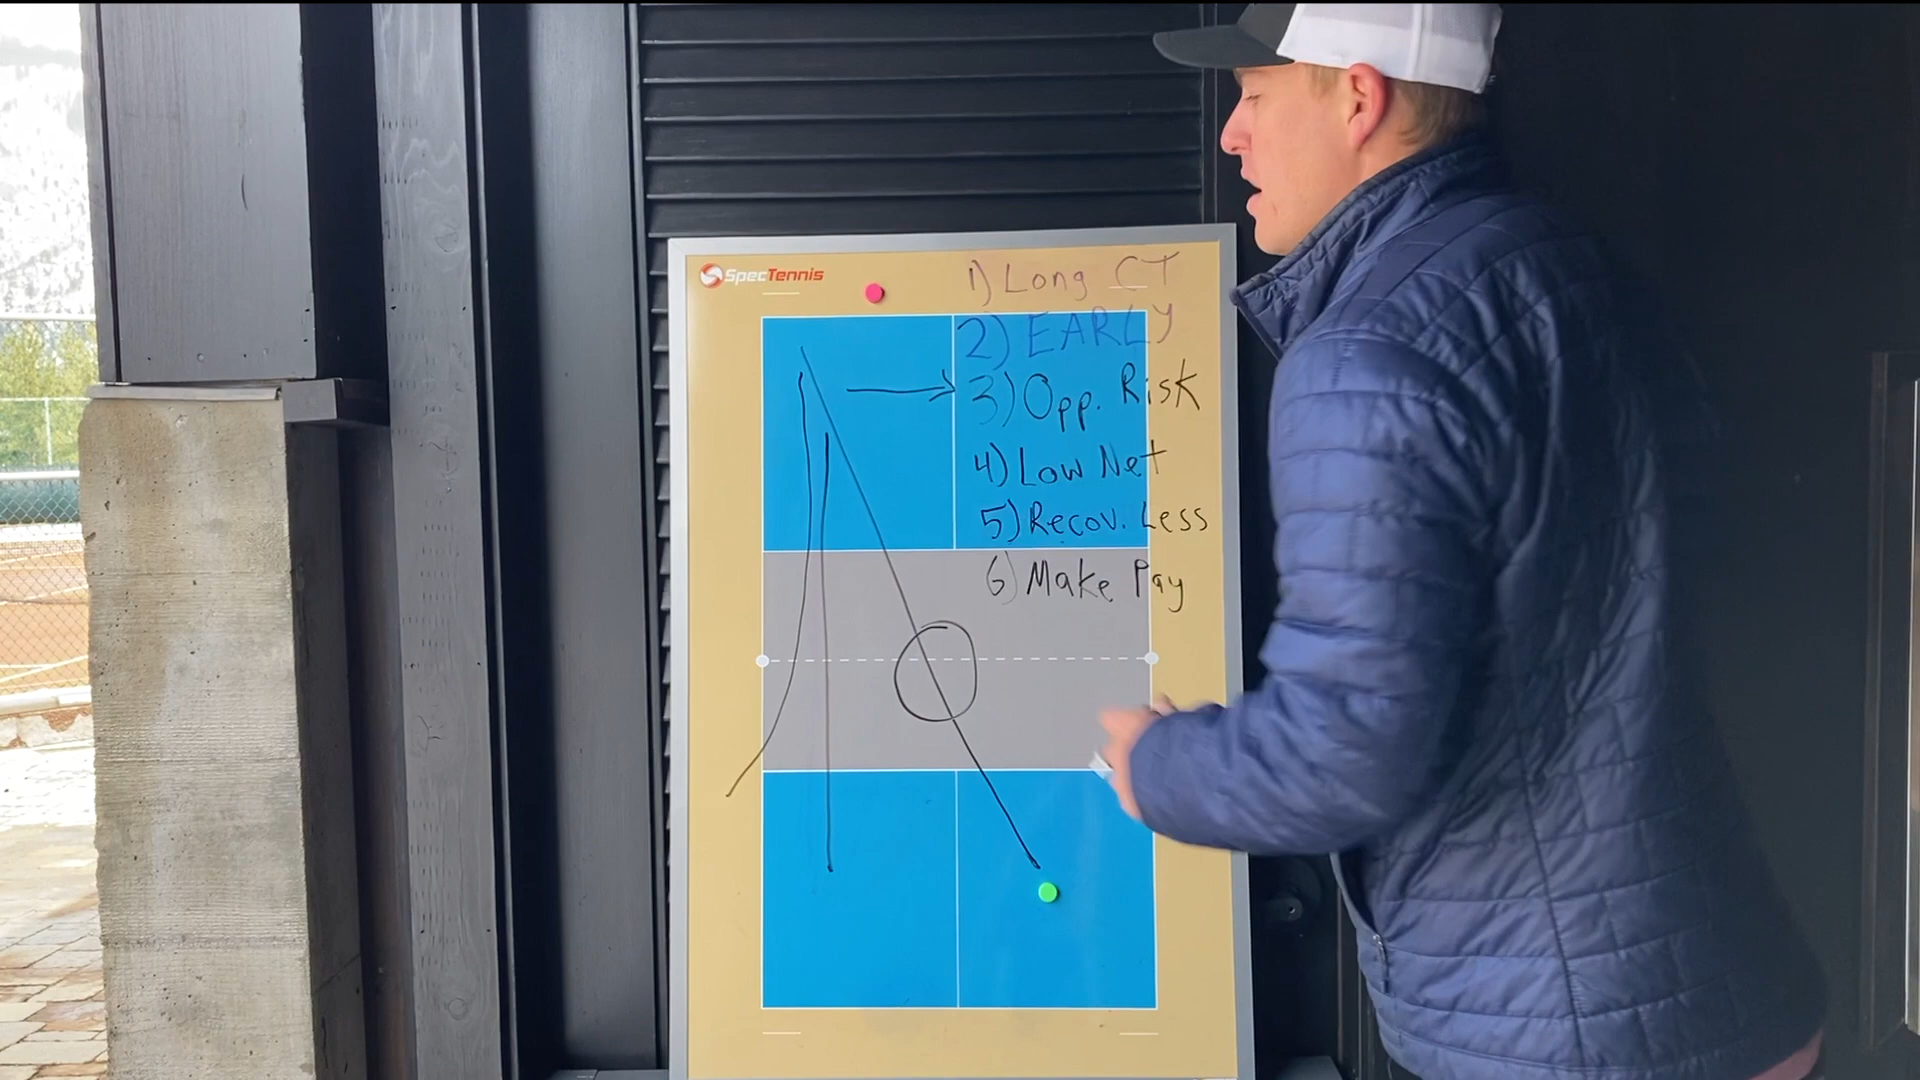 SpecTennis
1) Long CT
2) EARLY
3) Opp. Risk
4) Low Net
5) Recov. Less
6) Make Pay